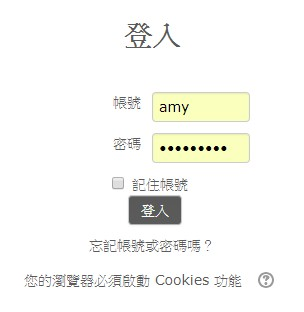 登入
帳號 amy
密碼 •••••••••
記住帳號
登入
忘記帳號或密碼嗎？
您的瀏覽器必須啟動 Cookies 功能 ?